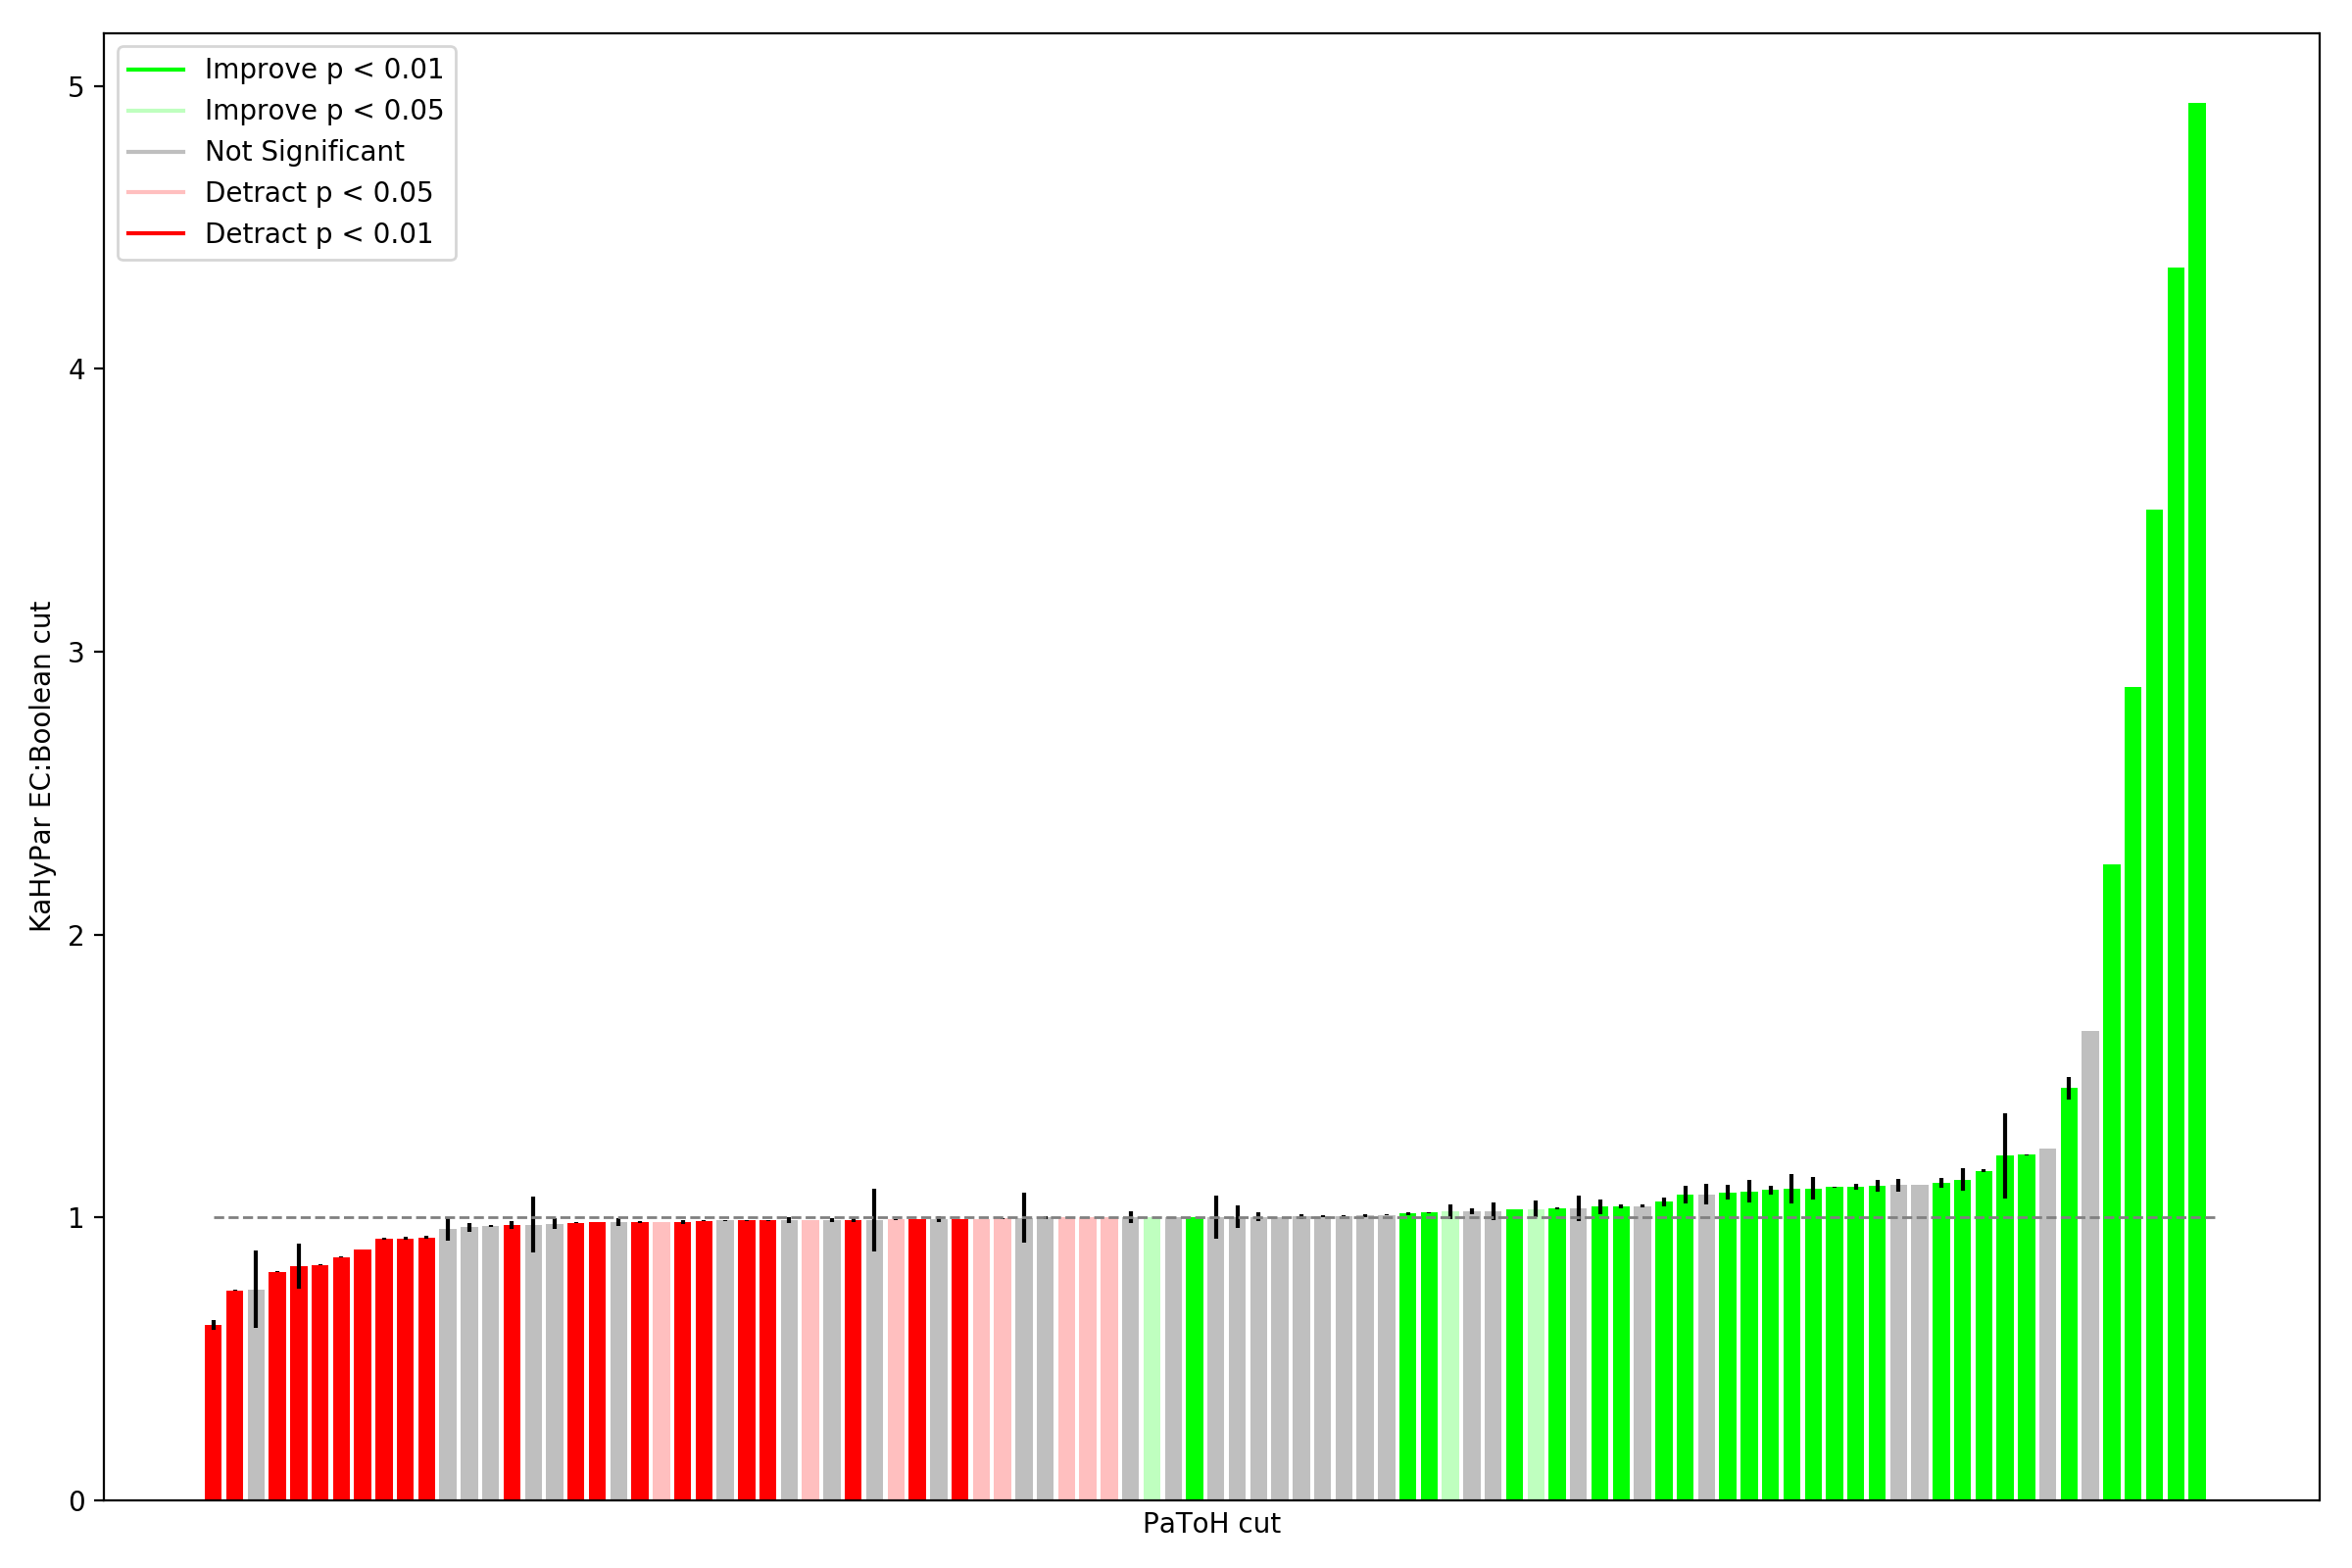 Improve p < 0.01
Improve p < 0.05
Not Significant
Detract p < 0.05
Detract p < 0.01
5
4
3
2
1
0
KaHyPar EC:Boolean cut
PaToH cut